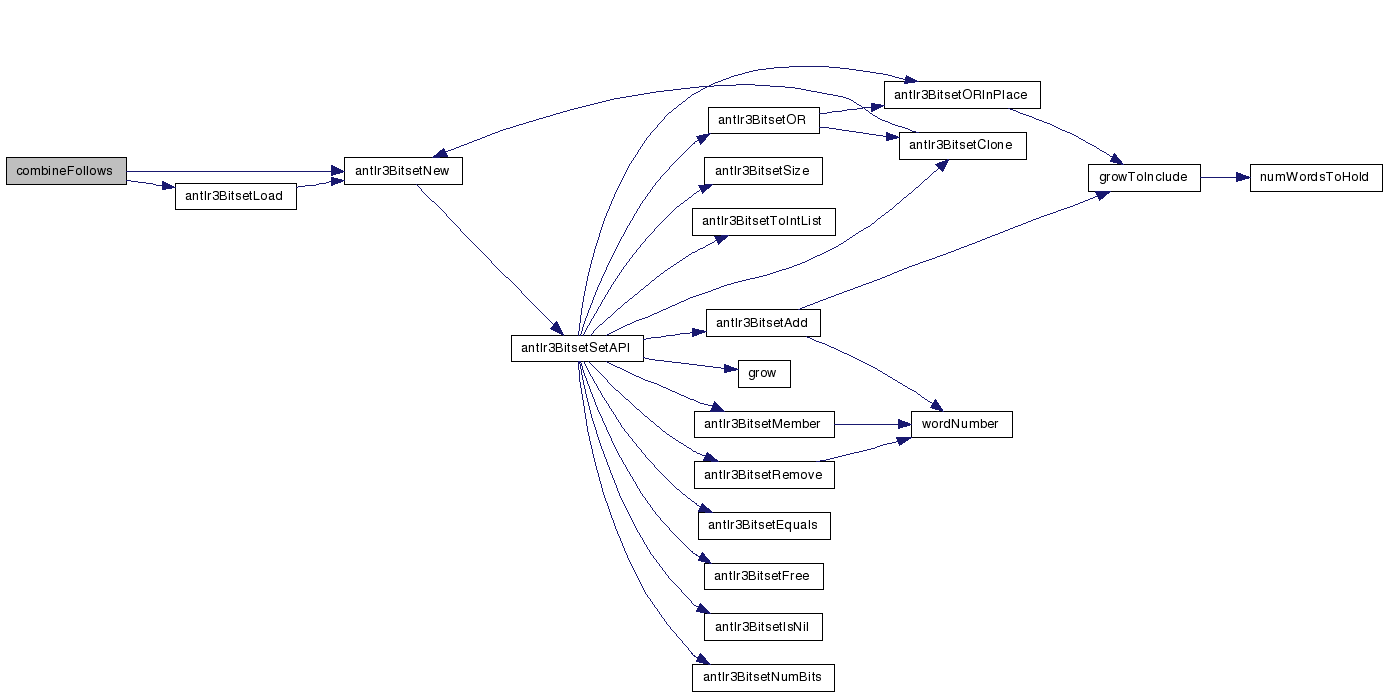 combineFollows
antlr3BitsetLoad
antlr3BitsetNew
antlr3BitsetSetAPI
antlr3BitsetORInPlace
antlr3BitsetOR
antlr3BitsetClone
antlr3BitsetSize
antlr3BitsetToIntList
antlr3BitsetAdd
grow
antlr3BitsetMember
antlr3BitsetRemove
antlr3BitsetEquals
antlr3BitsetFree
antlr3BitsetIsNil
antlr3BitsetNumBits
growToInclude
numWordsToHold
wordNumber